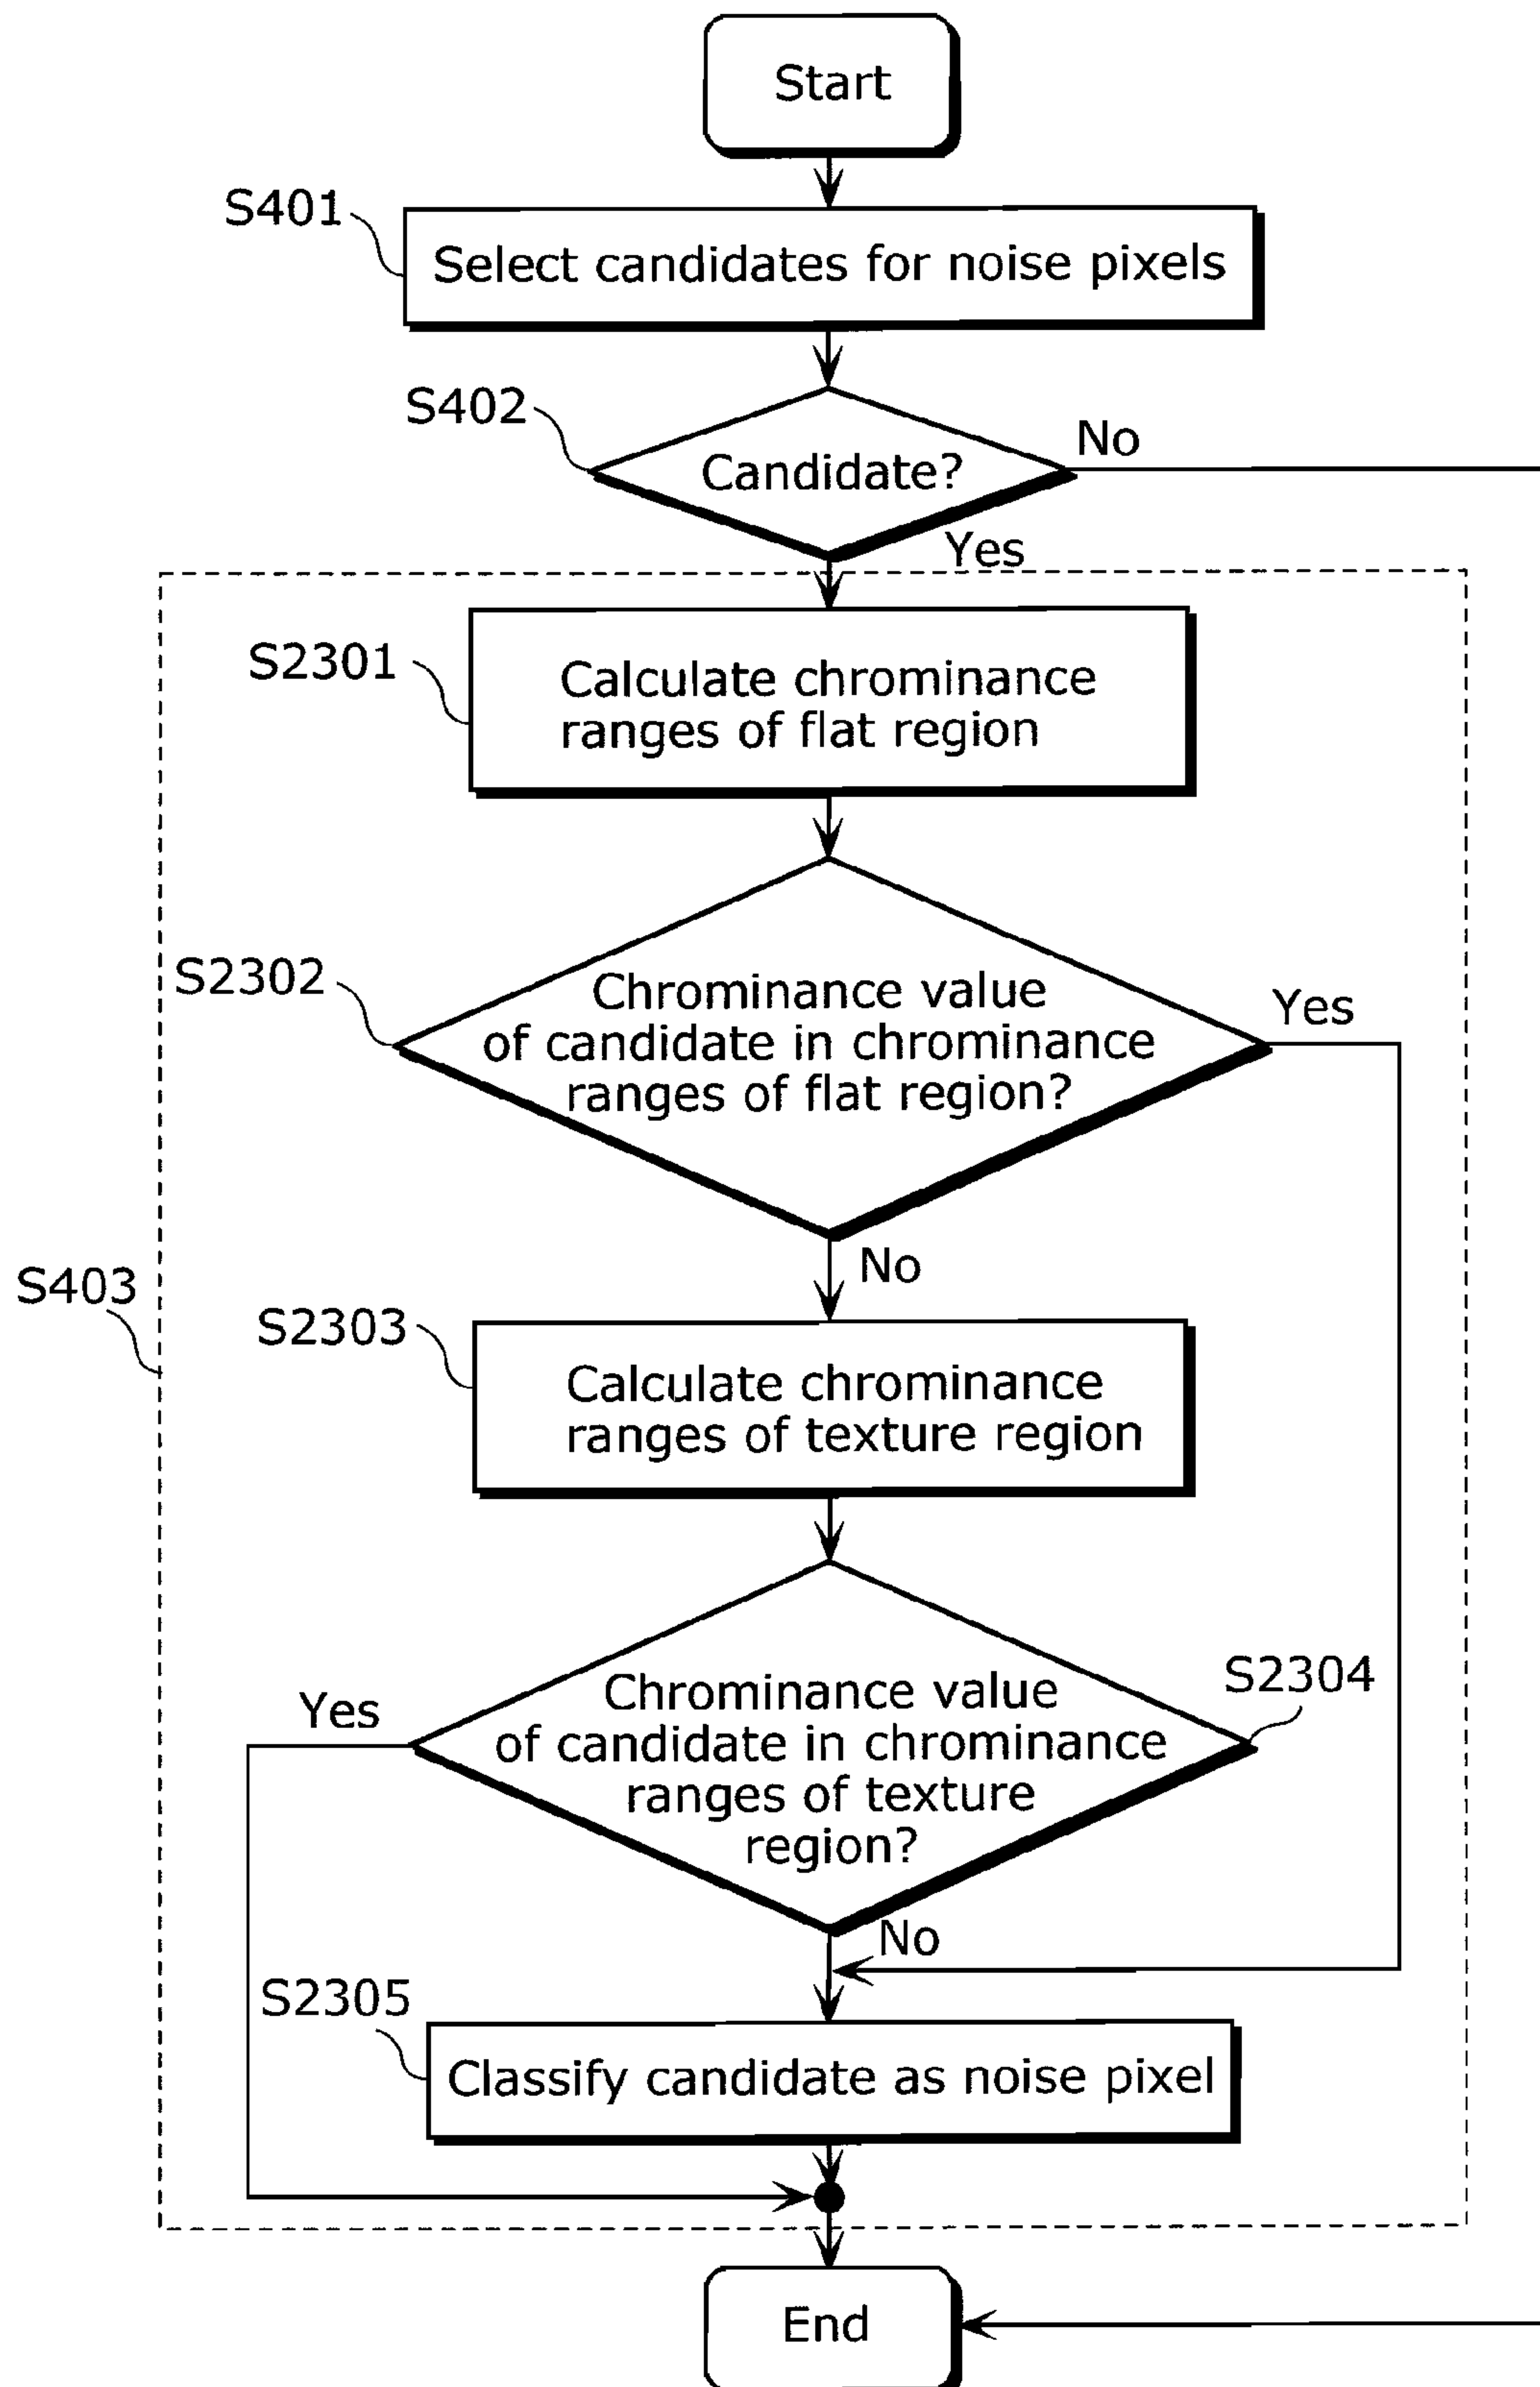 Start
S401
Select candidates for noise pixels
S402
Candidate?
No
Yes
S2301
Calculate chrominance
ranges of flat region
S2302
Chrominance value
of candidate in chrominance
ranges of flat region?
Yes
No
S403
S2303
Calculate chrominance
ranges of texture region
S2304
Yes
Chrominance value
of candidate in chrominance
ranges of texture
region?
No
S2305
Classify candidate as noise pixel
End